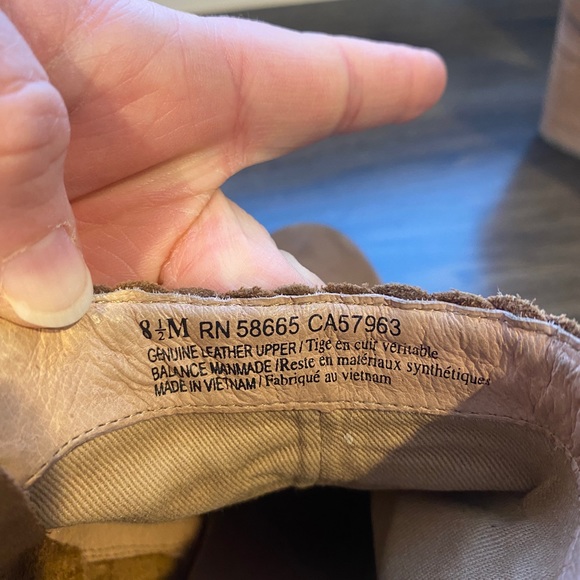 8½M RN 58665 CA57963
GENUINE LEATHER UPPER / Tige en cuir véritable
BALANCE MANMADE / Reste en matériaux synthétiques
MADE IN VIETNAM / Fabriqué au vietnam